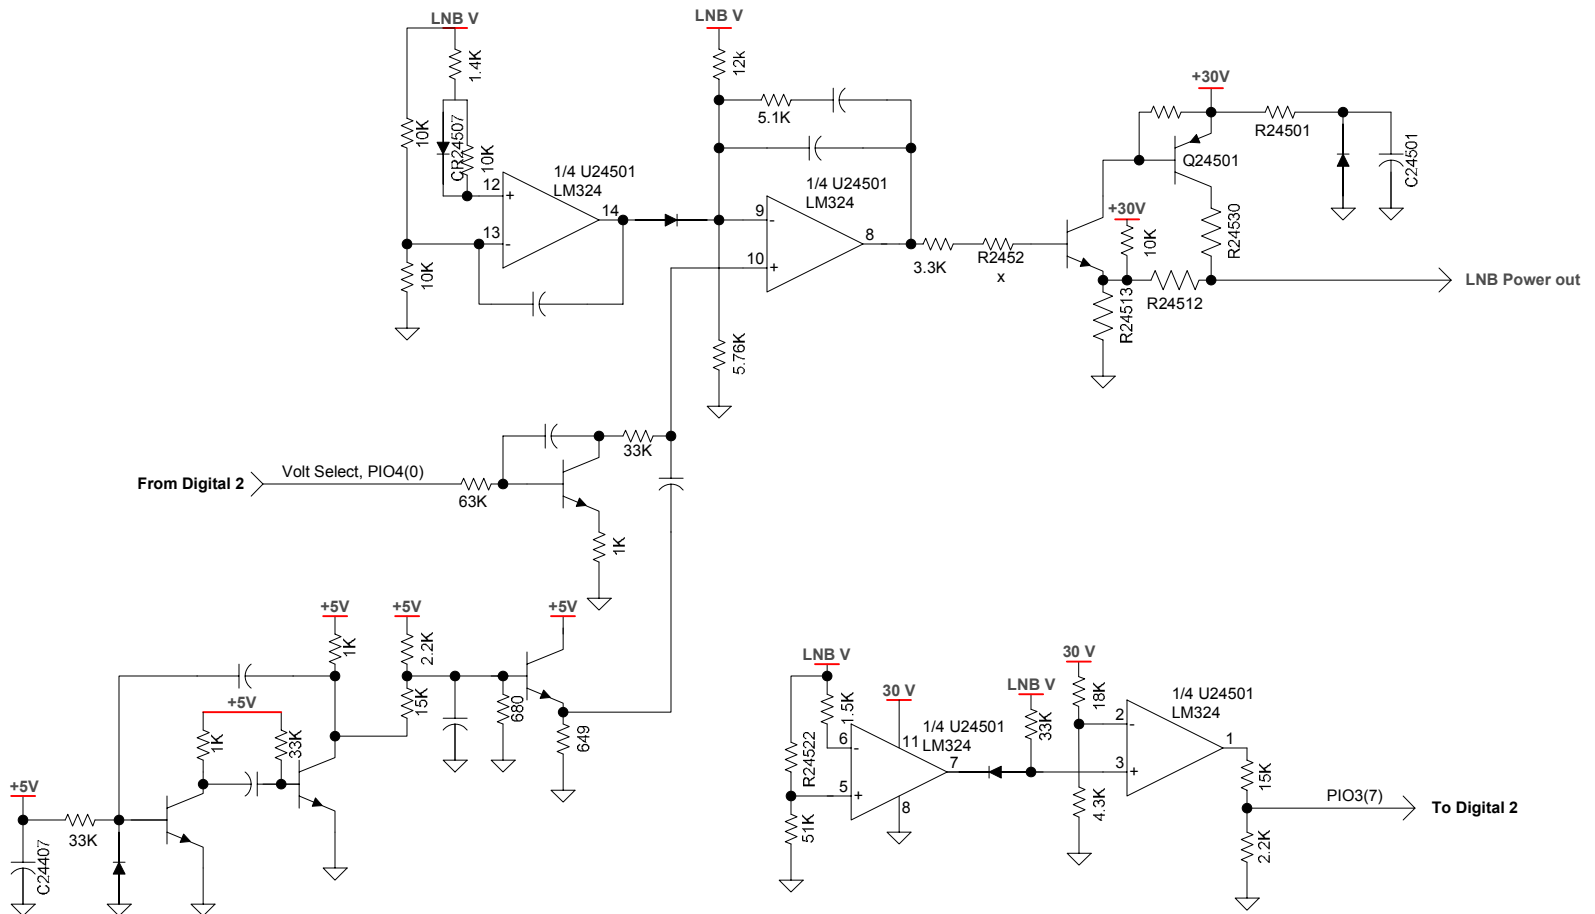 LNB V
1.4K
10K
CR24507
10K
12
+
13
-
14
1/4 U24501
LM324
10K
LNB V
12k
5.1K
9
-
10
+
8
1/4 U24501
LM324
5.76K
3.3K
R2452
x
+30V
R24501
Q24501
C24501
+30V
10K
R24530
R24513
R24512
LNB Power out
From Digital 2
Volt Select, PIO4(0)
63K
33K
1K
+5V
1K
+5V
2.2K
15K
680
+5V
649
+5V
1K
33K
+5V
33K
C24407
LNB V
1.5K
R24522
51K
30 V
6
-
5
+
11
8
7
1/4 U24501
LM324
LNB V
33K
30 V
18K
4.3K
2
-
3
+
1
1/4 U24501
LM324
15K
PIO3(7)
To Digital 2
2.2K